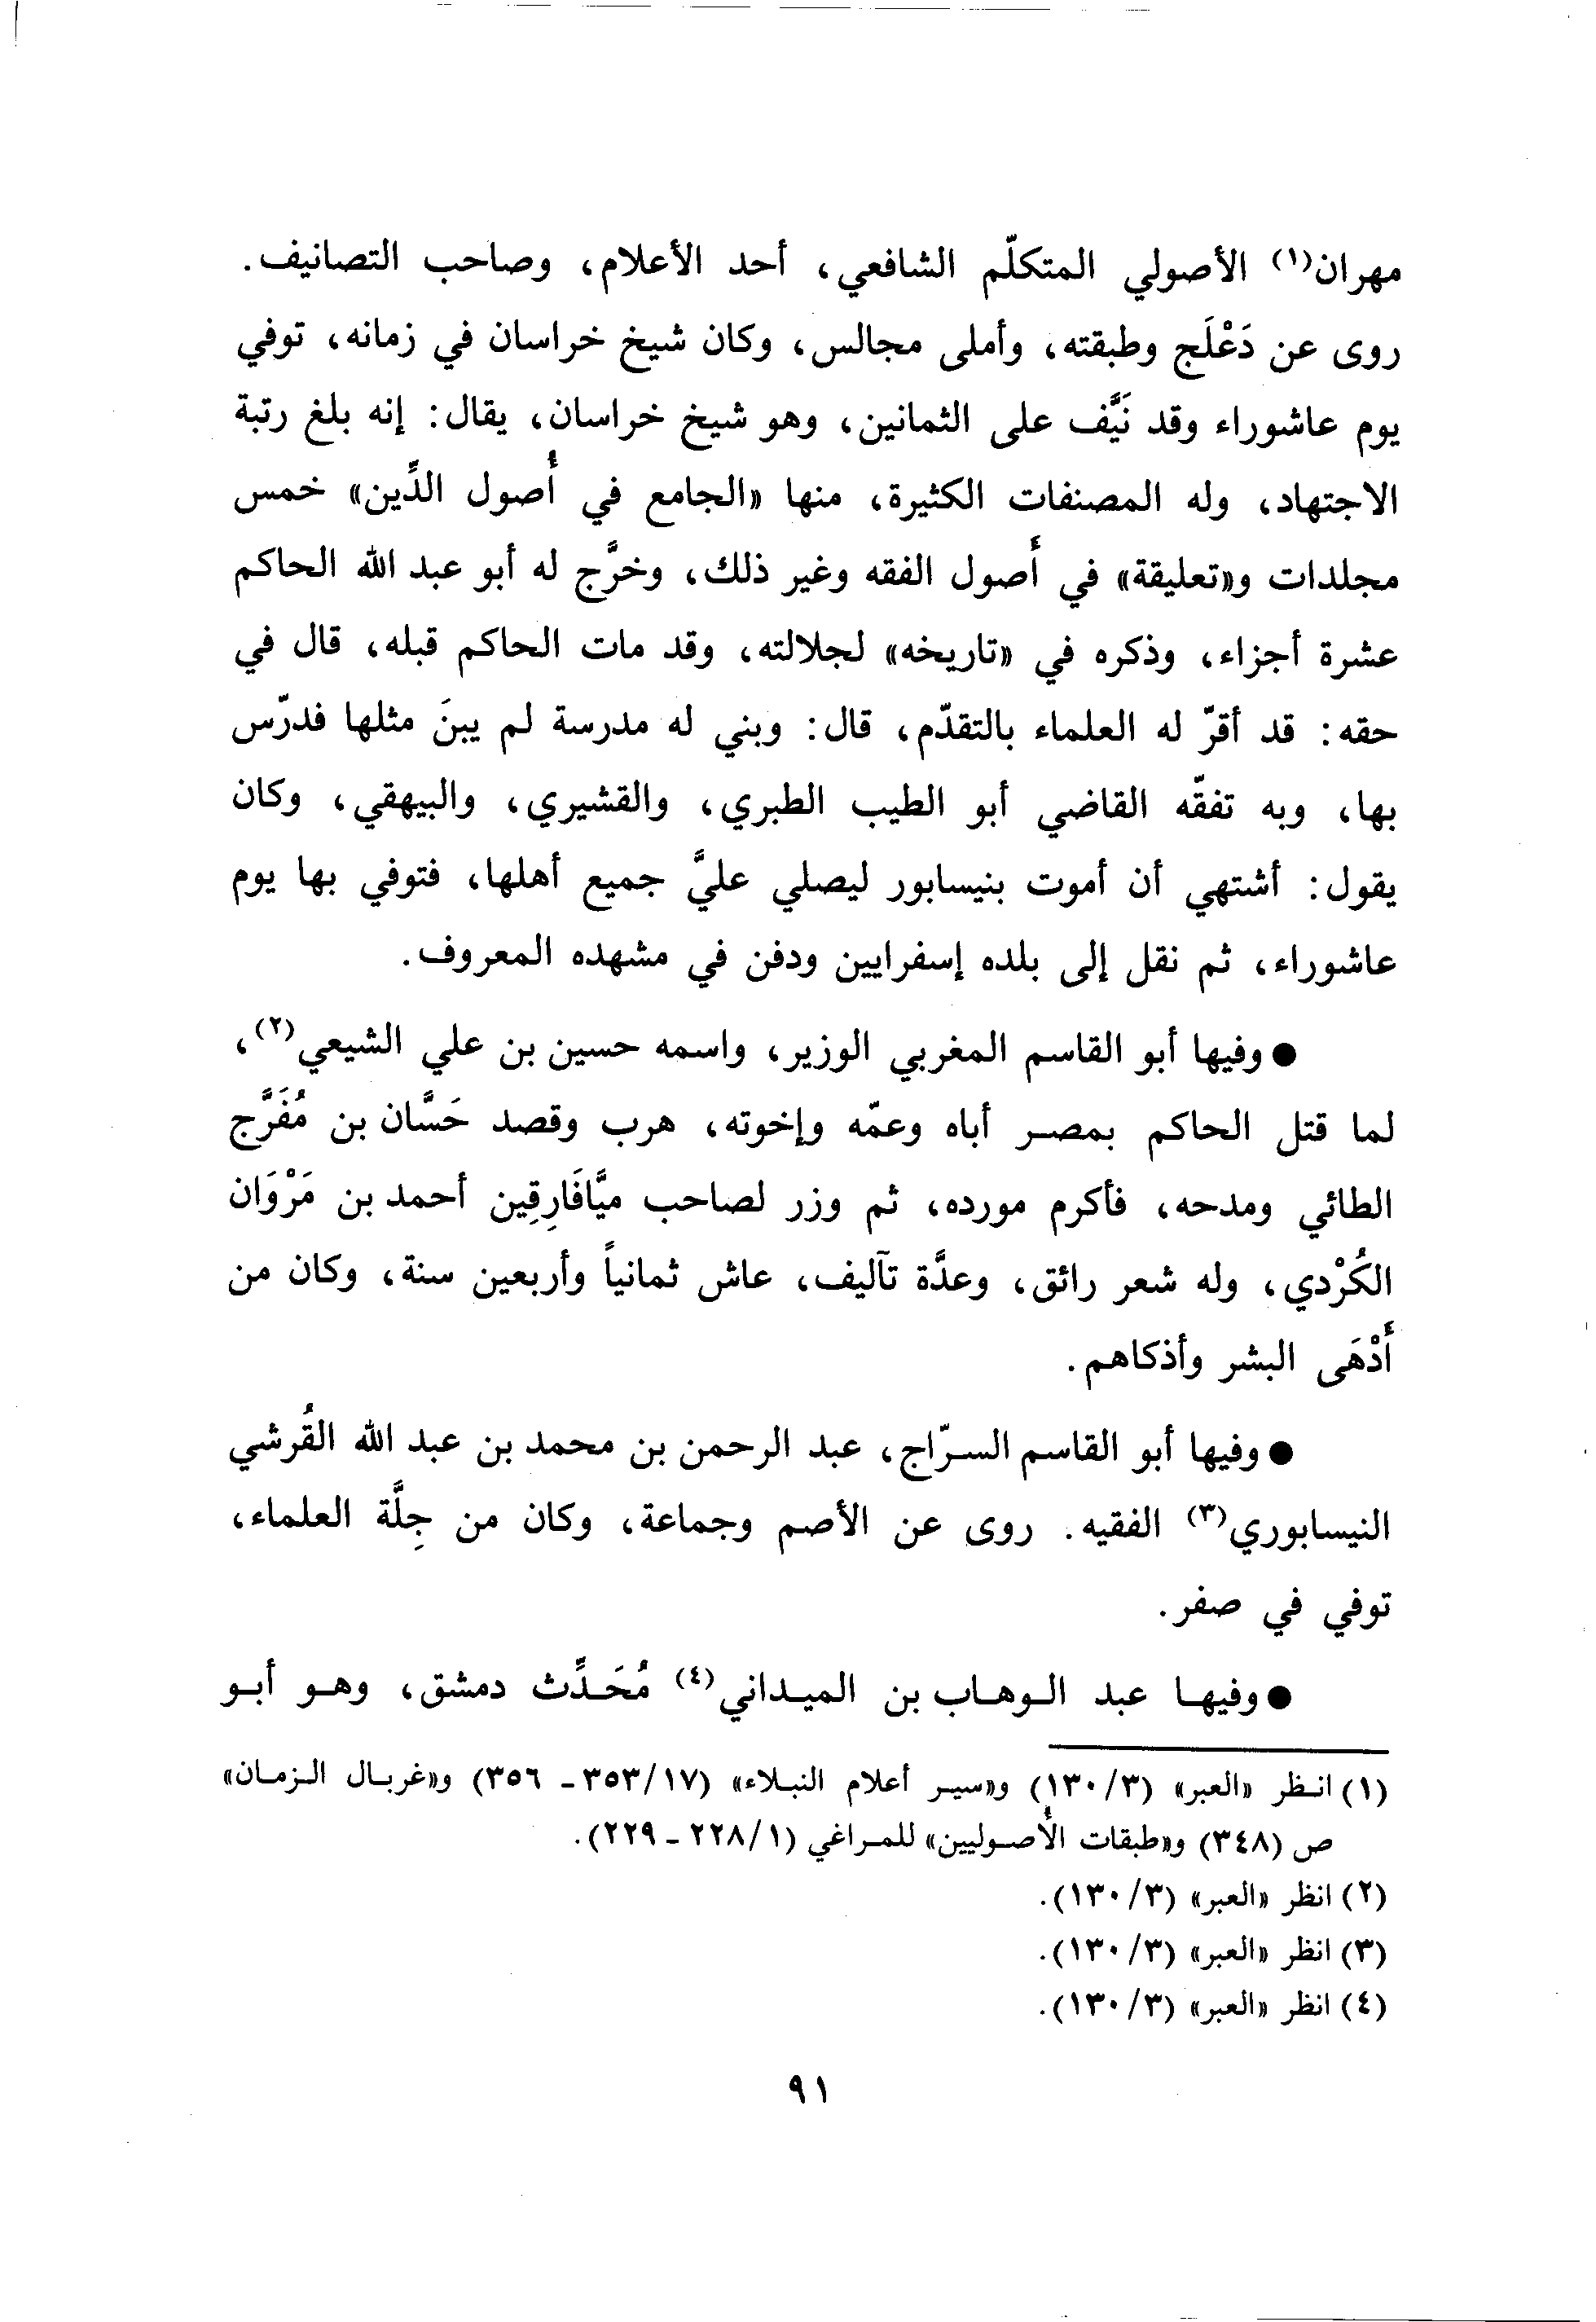 مهران(١) الأصولي المتكلّم الشافعي، أحد الأعلام، وصاحب التصانيف.
روى عن دَعْلَج وطبقته، وأملى مجالس، وكان شيخ خراسان في زمانه، توفي
يوم عاشوراء وقد نَيَّف على الثمانين، وهو شيخ خراسان، يقال: إنه بلغ رتبة
الاجتهاد، وله المصنفات الكثيرة، منها «الجامع في أُصول الدِّين» خمس
مجلدات و«تعليقة» في أُصول الفقه وغير ذلك، وخرَّج له أبو عبد الله الحاكم
عشرة أجزاء، وذكره في «تاريخه» لجلالته، وقد مات الحاكم قبله، قال في
حقه: قد أقرّ له العلماء بالتقدّم، قال: وبني له مدرسة لم يبنَ مثلها فدرّس
بها، وبه تفقّه القاضي أبو الطيب الطبري، والقشيري، والبيهقي، وكان
يقول: أشتهي أن أموت بنيسابور ليصلي عليَّ جميع أهلها، فتوفي بها يوم
عاشوراء، ثم نقل إلى بلده إسفرايين ودفن في مشهده المعروف.
● وفيها أبو القاسم المغربي الوزير، واسمه حسين بن علي الشيعي(٢)،
لما قتل الحاكم بمصر أباه وعمّه وإخوته، هرب وقصد حَسَّان بن مُفَرَّج
الطائي ومدحه، فأكرم مورده، ثم وزر لصاحب ميَّافَارِقِين أحمد بن مَرْوَان
الكُرْدي، وله شعر رائق، وعدَّة تآليف، عاش ثمانياً وأربعين سنة، وكان من
أَدْهَى البشر وأذكاهم.
● وفيها أبو القاسم السرّاج، عبد الرحمن بن محمد بن عبد الله القُرشي
النيسابوري(٣) الفقيه. روى عن الأصم وجماعة، وكان من جِلَّة العلماء،
توفي في صفر.
● وفيها عبد الوهاب بن الميداني(٤) مُحَدِّث دمشق، وهو أبو
(١) انظر «العبر» (١٣٠/٣) و«سير أعلام النبلاء» (٣٥٣/١٧ - ٣٥٦) و«غربال الزمان»
ص (٣٤٨) و«طبقات الأُصوليين» للمراغي (٢٢٨/١ - ٢٢٩).
(٢) انظر «العبر» (١٣٠/٣).
(٣) انظر «العبر» (١٣٠/٣).
(٤) انظر «العبر» (١٣٠/٣).
٩١